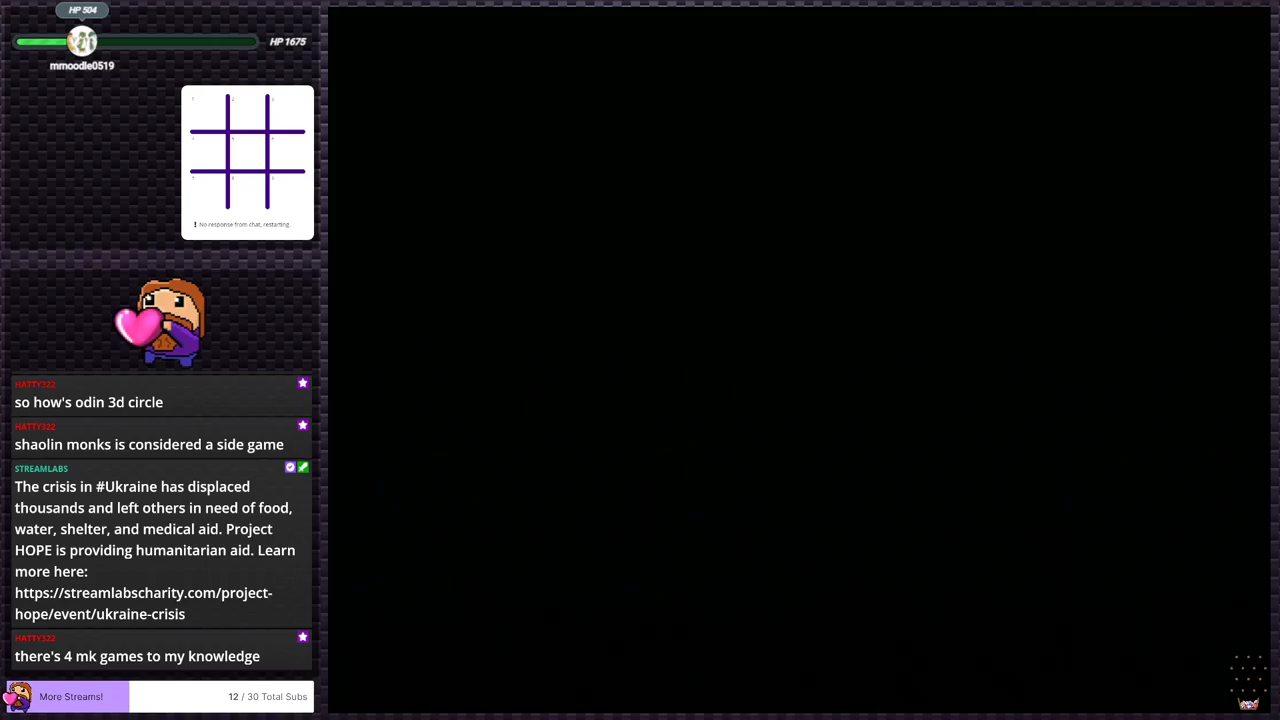 HP 504
HP 1675
mmoodle0519
1 2 3
! No response from chat, restarting.
HATTY322
so how's odin 3d circle
HATTY322
shaolin monks is considered a side game
STREAMLABS
The crisis in #Ukraine has displaced
thousands and left others in need of food,
water, shelter, and medical aid. Project
HOPE is providing humanitarian aid. Learn
more here:
https://streamlabscharity.com/project-
hope/event/ukraine-crisis
HATTY322
there's 4 mk games to my knowledge
More Streams!
12 / 30 Total Subs